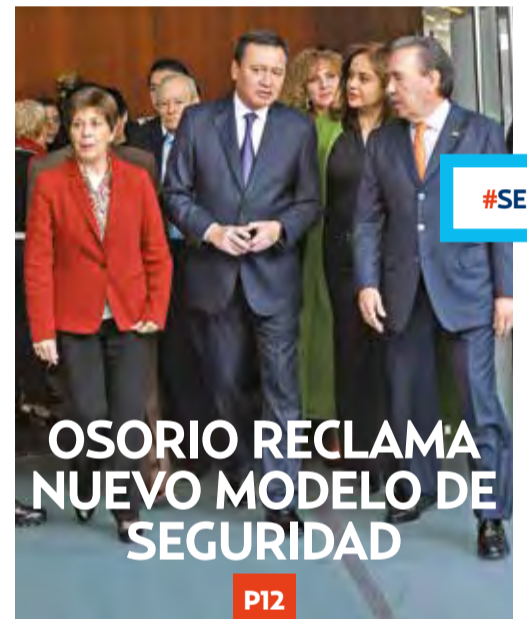 #SE
OSORIO RECLAMA
NUEVO MODELO DE
SEGURIDAD
P12